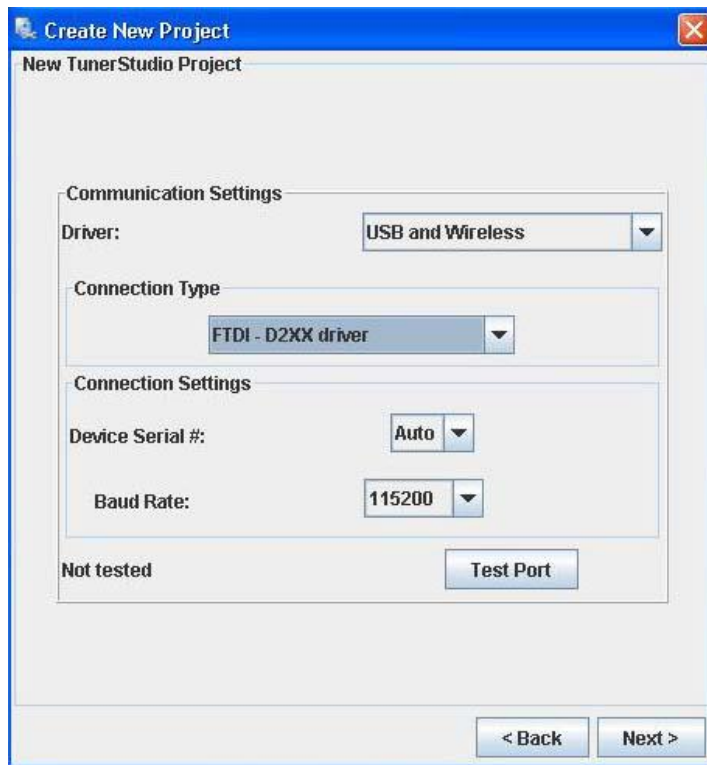 Create New Project
New TunerStudio Project
Communication Settings
Driver: USB and Wireless
Connection Type
FTDI - D2XX driver
Connection Settings
Device Serial #: Auto
Baud Rate: 115200
Not tested Test Port
< Back Next >